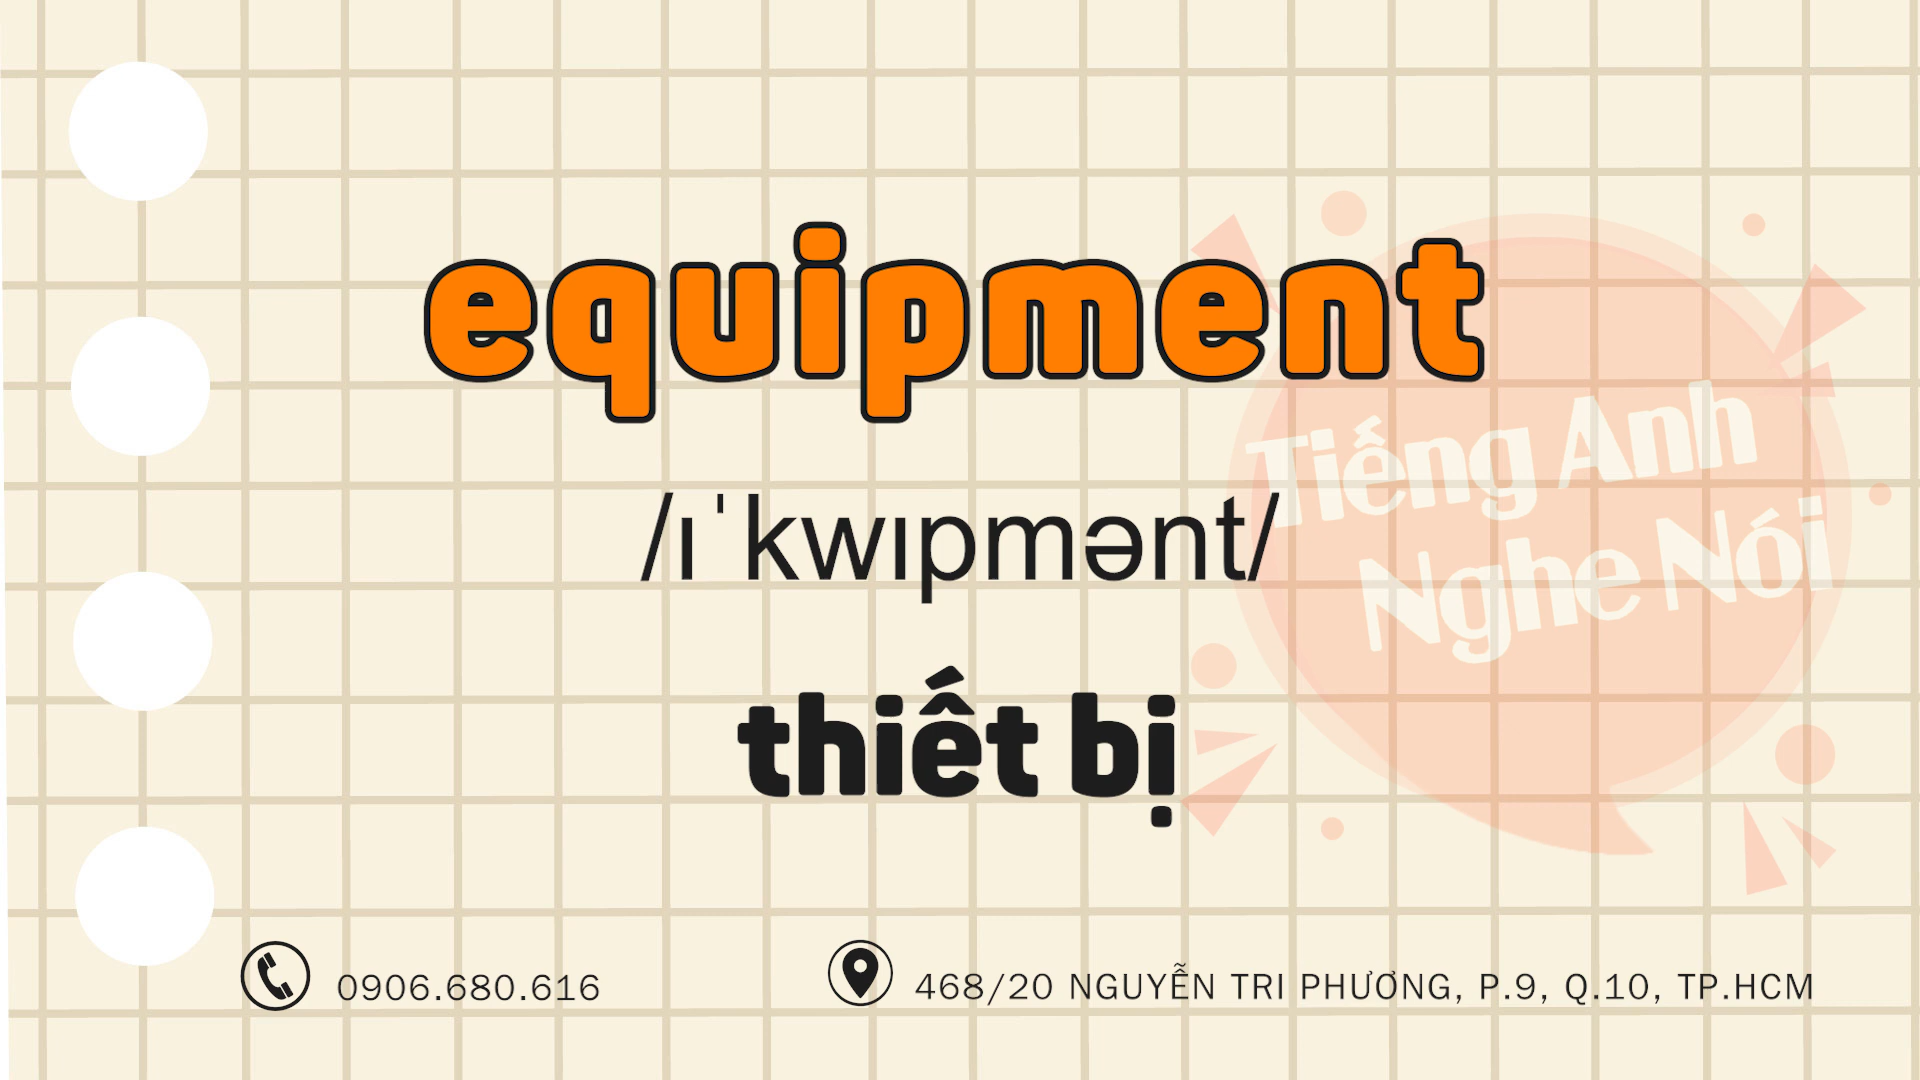 equipment
/ɪˈkwɪpmənt/
thiết bị
Tiếng Anh
Nghe Nói
0906.680.616
468/20 NGUYỄN TRI PHƯƠNG, P.9, Q.10, TP.HCM